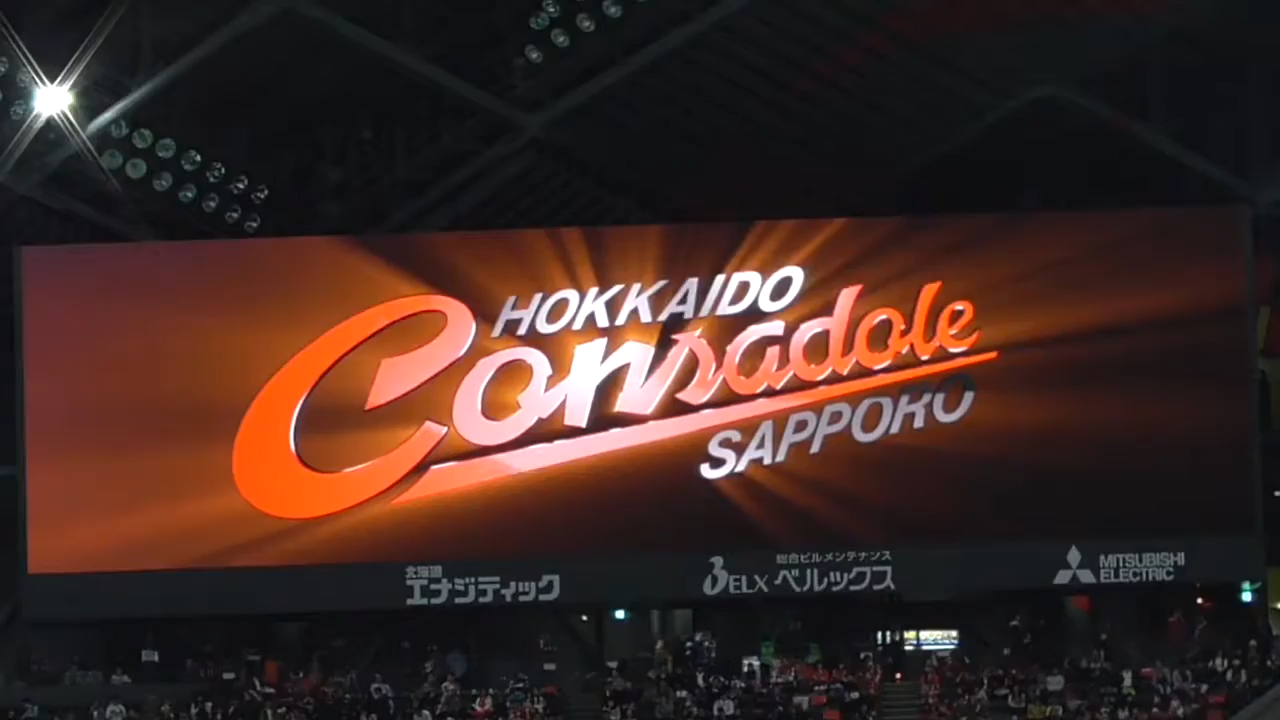 HOKKAIDO
Consadole
SAPPORO
北海道
エナジティック
BELX
総合ビルメンテナンス
ベルックス
MITSUBISHI
ELECTRIC